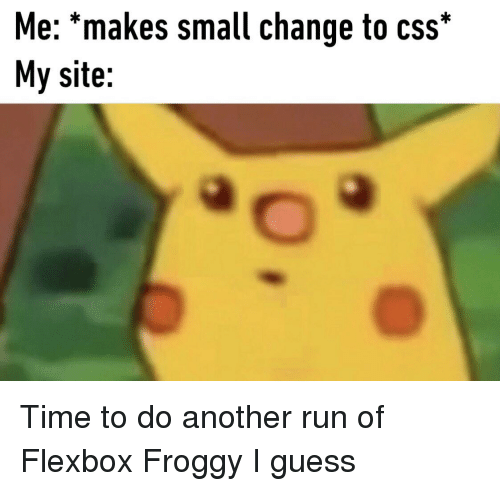 Me: *makes small change to css*
My site:
Time to do another run of
Flexbox Froggy I guess